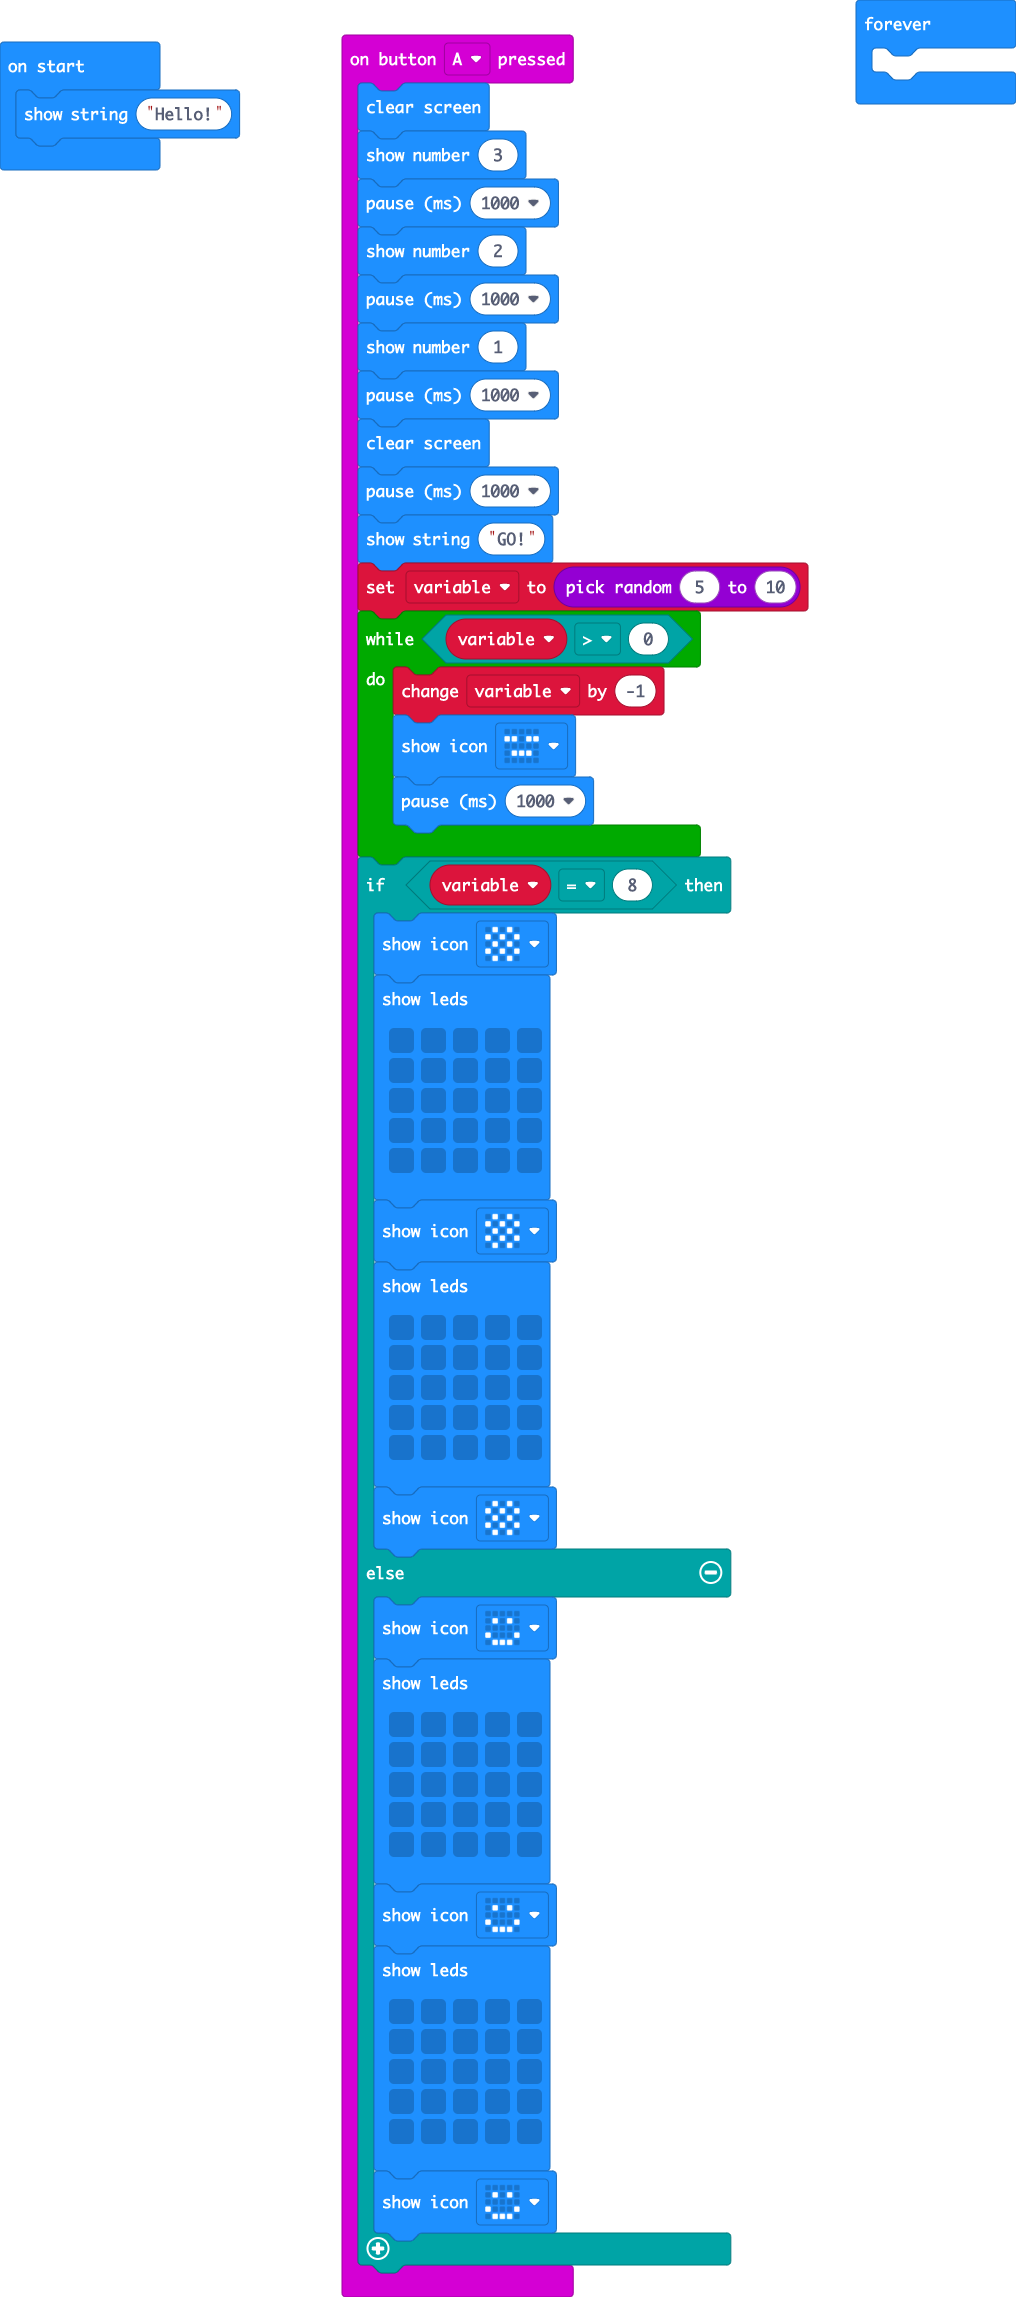 on start
show string "Hello!"
on button A pressed
clear screen
show number 3
pause (ms) 1000
show number 2
pause (ms) 1000
show number 1
pause (ms) 1000
clear screen
pause (ms) 1000
show string "GO!"
set variable to pick random 5 to 10
while variable > 0
do
change variable by -1
show icon
pause (ms) 1000
if variable = 8 then
show icon
show leds
show icon
show leds
show icon
else
show icon
show leds
show icon
show leds
show icon
forever